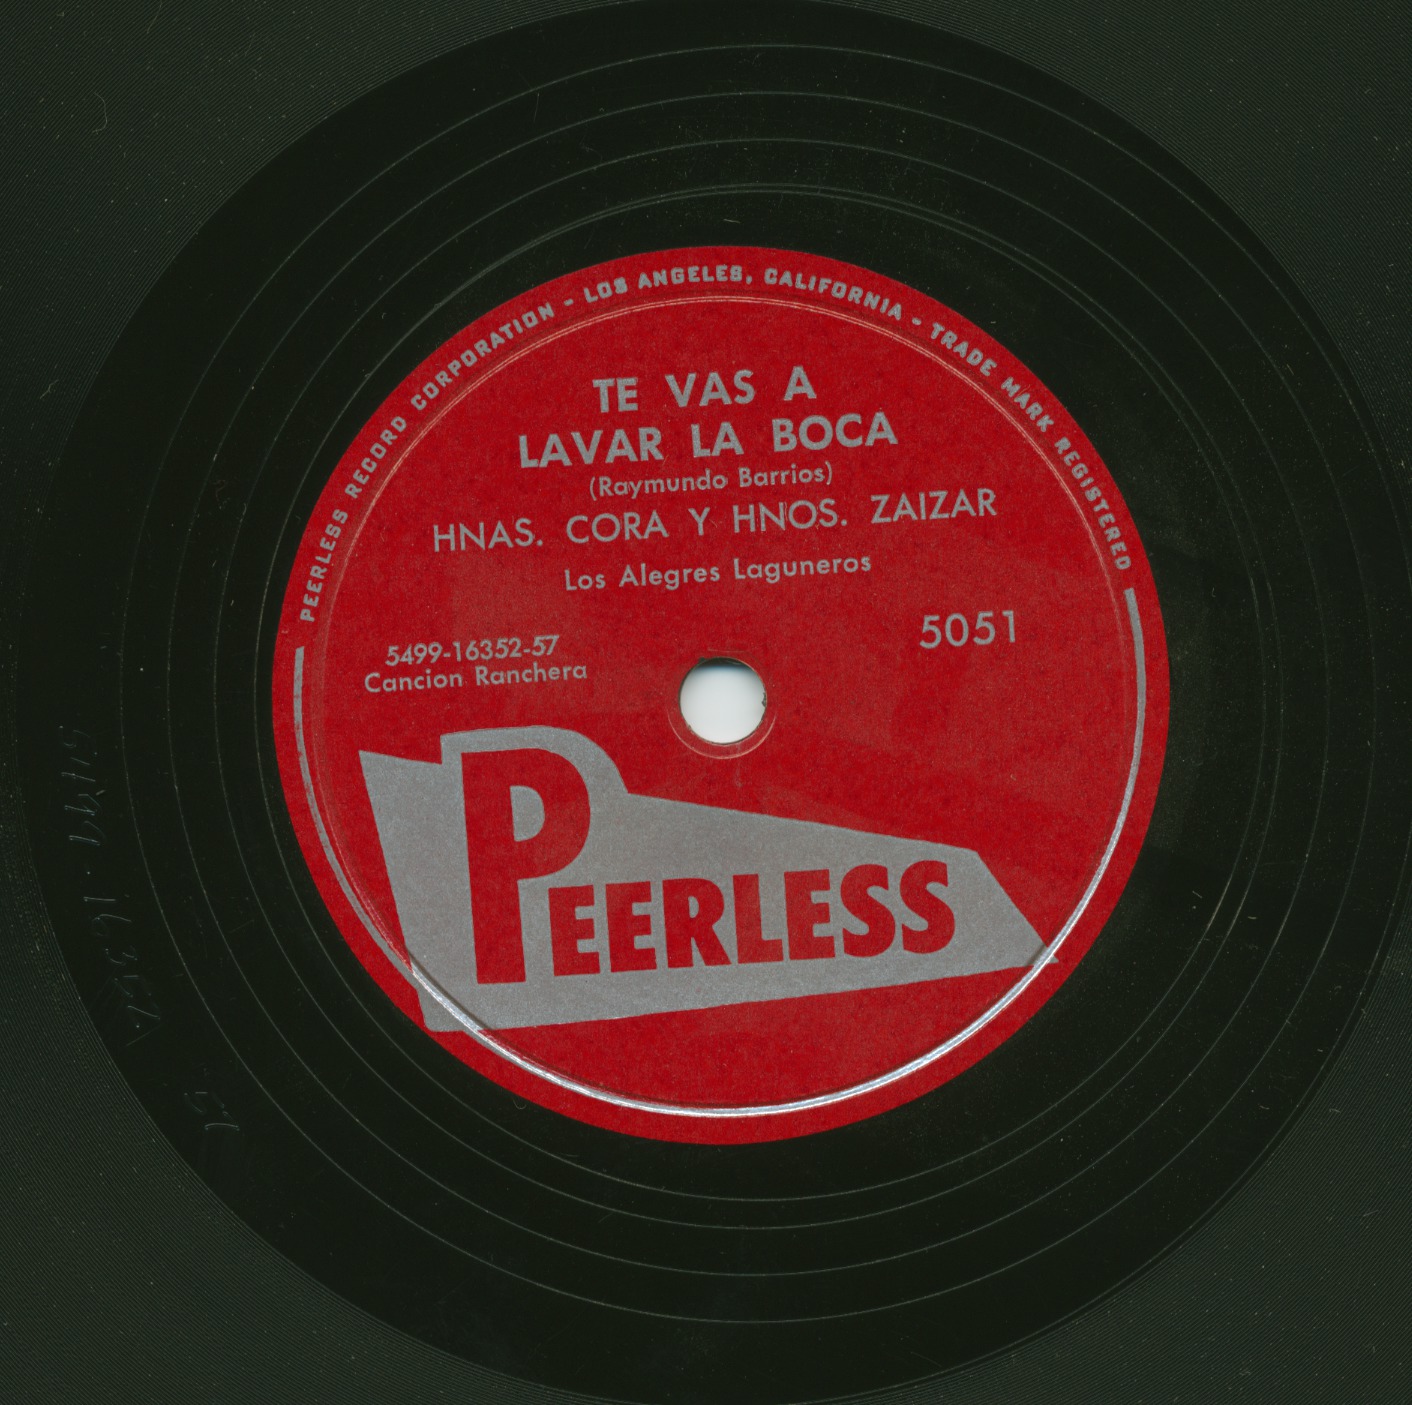 PEERLESS RECORD CORPORATION - LOS ANGELES, CALIFORNIA - TRADE MARK REGISTERED
TE VAS A
LAVAR LA BOCA
(Raymundo Barrios)
HNAS. CORA Y HNOS. ZAIZAR
Los Alegres Laguneros
5051
5499-16352-57
Cancion Ranchera
PEERLESS